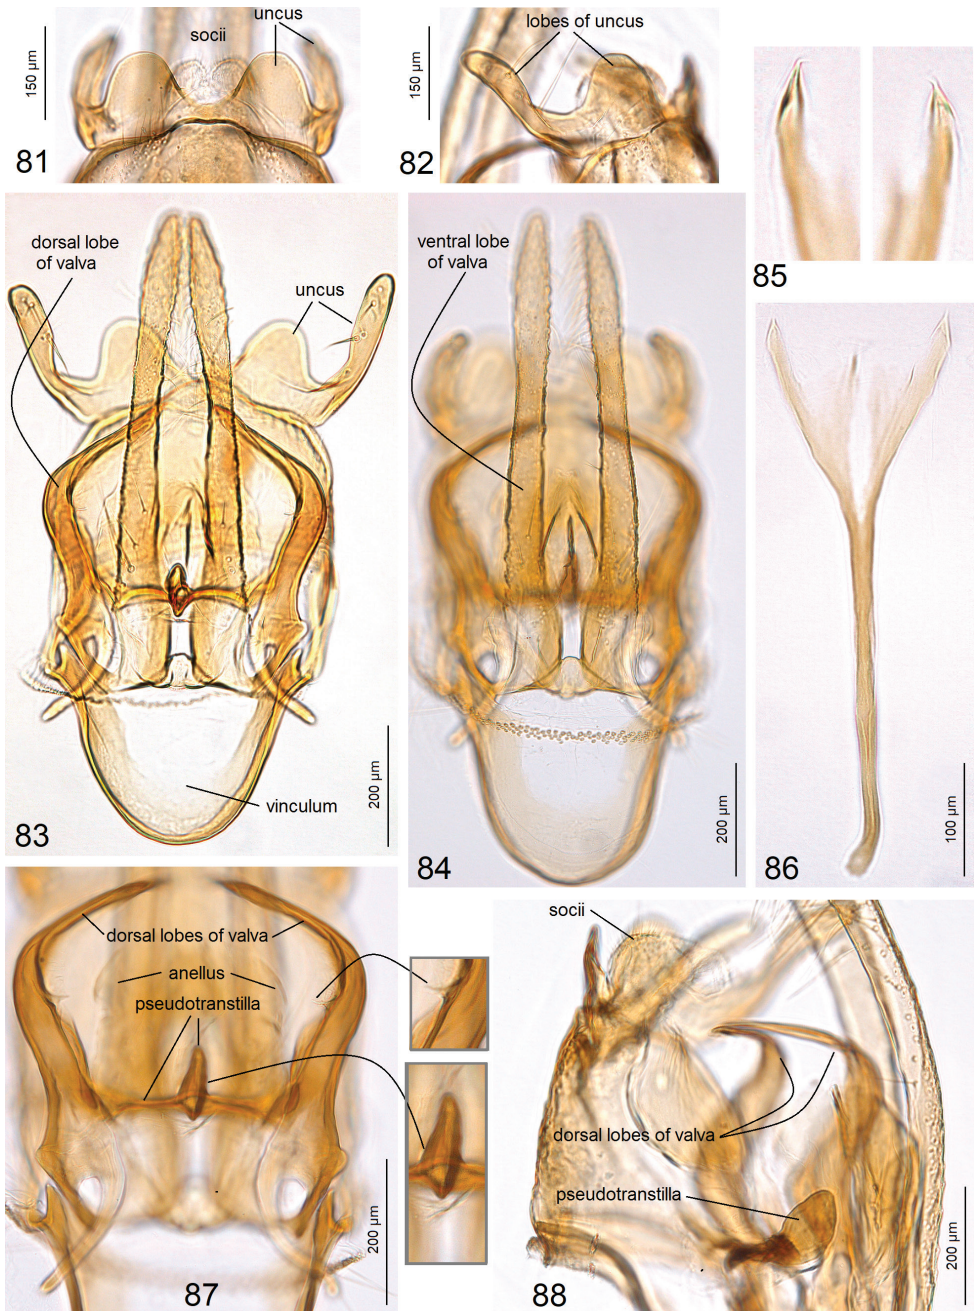 uncus
socii
150 µm
81
lobes of uncus
150 µm
82
85
dorsal lobe
of valva
uncus
vinculum
200 µm
83
ventral lobe
of valva
200 µm
84
100 µm
86
dorsal lobes of valva
anellus
pseudotranstilla
200 µm
87
socii
dorsal lobes of valva
pseudotranstilla
200 µm
88